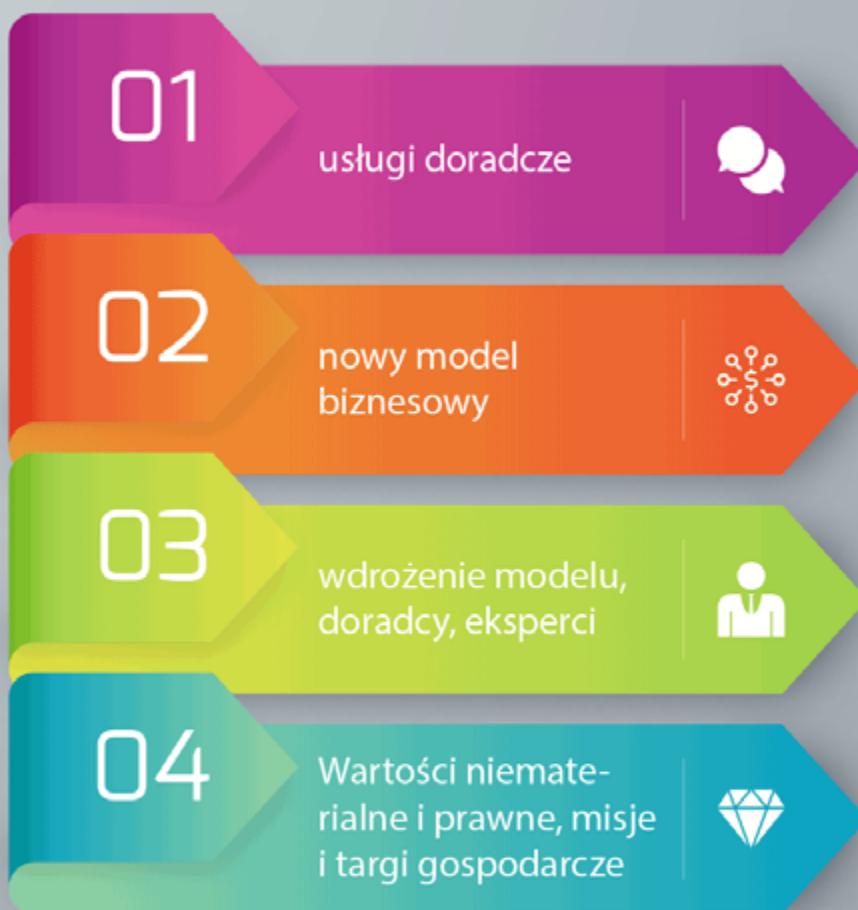 01
usługi doradcze
02
nowy model
biznesowy
03
wdrożenie modelu,
doradcy, eksperci
04
Wartości niemate-
rialne i prawne, misje
i targi gospodarcze